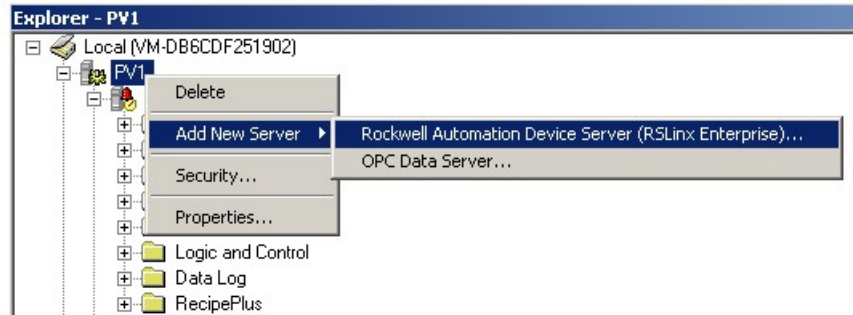 Explorer - PV1
Local (VM-DB6CDF251902)
PV1
Delete
Add New Server
Rockwell Automation Device Server (RSLinx Enterprise)...
OPC Data Server...
Security...
Properties...
Logic and Control
Data Log
RecipePlus